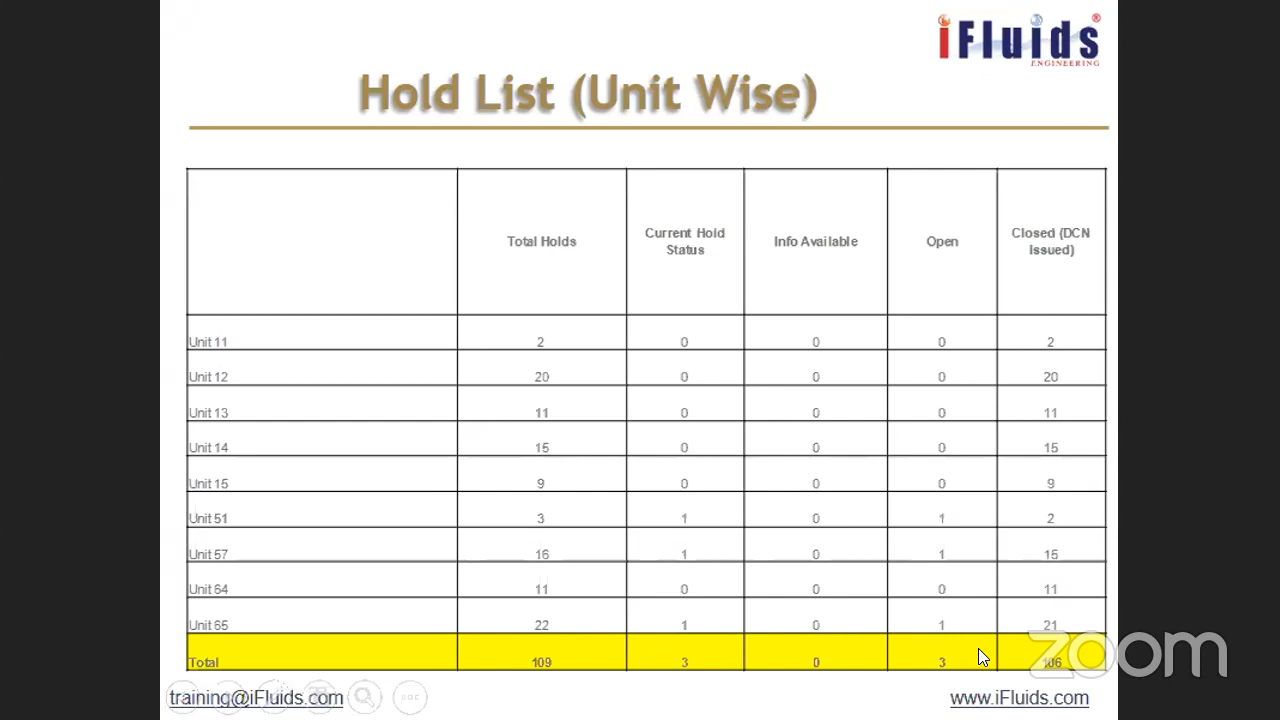 iFluids®
ENGINEERING
Hold List (Unit Wise)
Total Holds Current Hold Status Info Available Open Closed (DCN Issued)
Unit 11 2 0 0 0 2
Unit 12 20 0 0 0 20
Unit 13 11 0 0 0 11
Unit 14 15 0 0 0 15
Unit 15 9 0 0 0 9
Unit 51 3 1 0 1 2
Unit 57 16 1 0 1 15
Unit 64 11 0 0 0 11
Unit 65 22 1 0 1 21
Total 109 3 0 3 106
zoom
training@iFluids.com www.iFluids.com